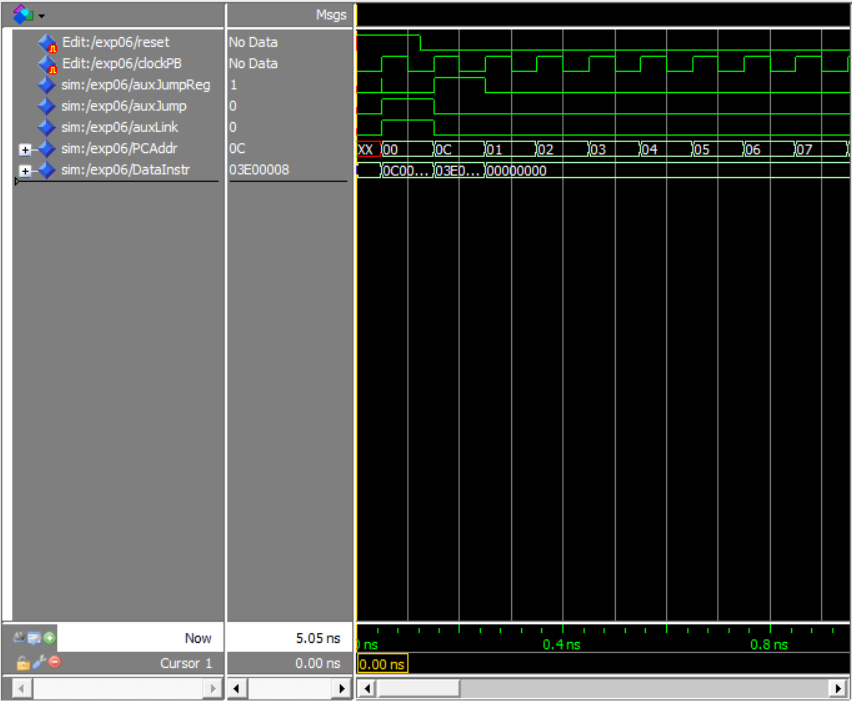 Msgs
Edit:/exp06/reset No Data
Edit:/exp06/clockPB No Data
sim:/exp06/auxJumpReg 1
sim:/exp06/auxJump 0
sim:/exp06/auxLink 0
sim:/exp06/PCAddr 0C XX 00 0C 01 02 03 04 05 06 07
sim:/exp06/DataInstr 03E00008 0C00... 03E0... 00000000
Now 5.05 ns ns 0.4 ns 0.8 ns
Cursor 1 0.00 ns 0.00 ns